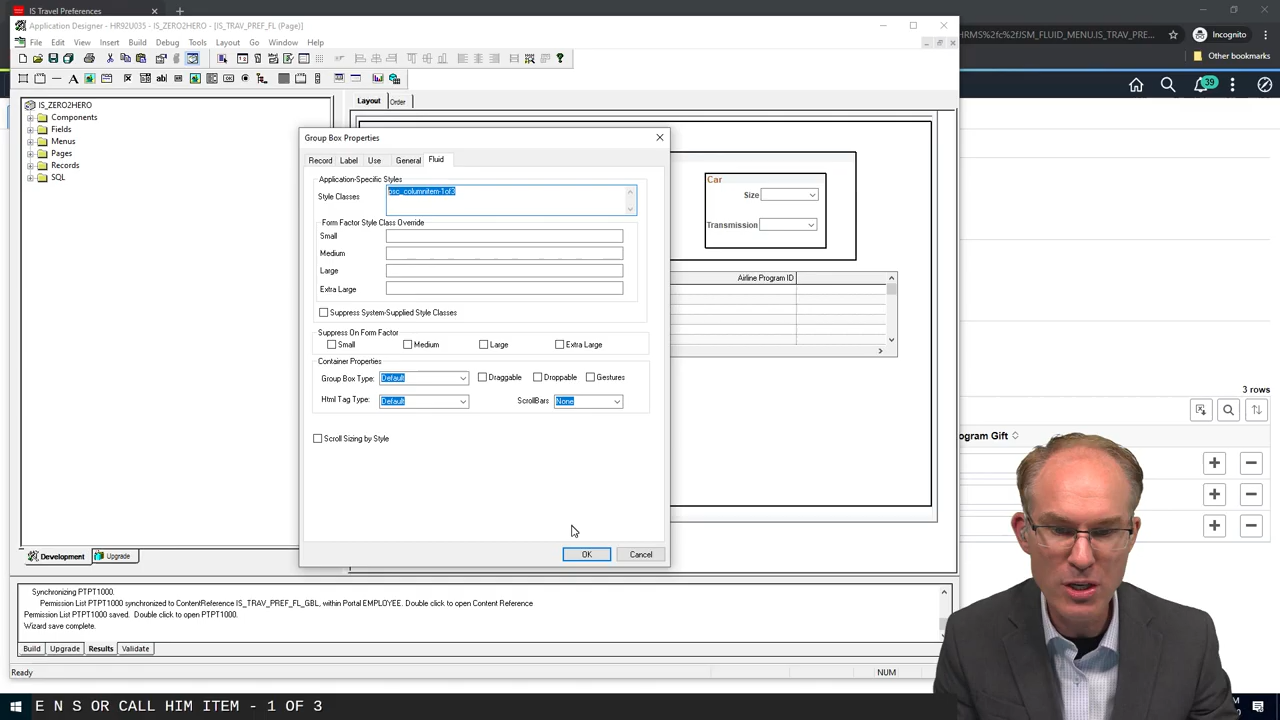 IS Travel Preferences
Application Designer - HR92U035 - IS_ZERO2HERO - [IS_TRAV_PREF_FL (Page)]
File Edit View Insert Build Debug Tools Layout Go Window Help
HRMS%2fc%2fJSM_FLUID_MENU.IS_TRAV_PRE...
Incognito
Other bookmarks
39
IS_ZERO2HERO
Components
Fields
Menus
Pages
Records
SQL
Layout Order
Group Box Properties
Record Label Use General Fluid
Application-Specific Styles
Style Classes psc_columnitem-1of3
Form Factor Style Class Override
Small
Medium
Large
Extra Large
Suppress System-Supplied Style Classes
Suppress On Form Factor
Small Medium Large Extra Large
Container Properties
Group Box Type: Default Draggable Droppable Gestures
Html Tag Type: Default ScrollBars None
Scroll Sizing by Style
OK Cancel
Car
Size
Transmission
Airline Program ID
3 rows
ogram Gift
Development Upgrade
Synchronizing PTPT1000.
Permission List PTPT1000 synchronized to ContentReference IS_TRAV_PREF_FL_GBL, within Portal EMPLOYEE. Double click to open Content Reference
Permission List PTPT1000 saved. Double click to open PTPT1000.
Wizard save complete.
Build Upgrade Results Validate
Ready NUM
E N S OR CALL HIM ITEM - 1 OF 3